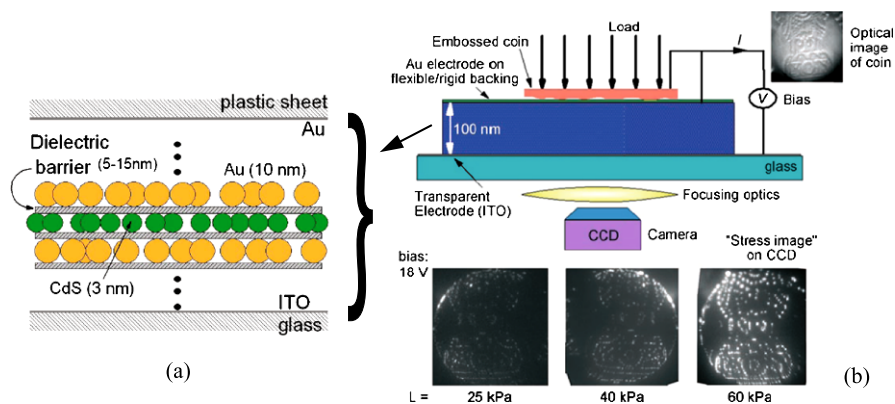 (a)
plastic sheet
Au
Dielectric
barrier (5-15nm)
Au (10 nm)
CdS (3 nm)
ITO
glass
(a)
Load
Embossed coin
Au electrode on
flexible/rigid backing
I
Optical
image
of coin
V
Bias
100 nm
glass
Transparent
Electrode (ITO)
Focusing optics
CCD
Camera
"Stress image"
on CCD
bias:
18 V
L =
25 kPa
40 kPa
60 kPa
(b)